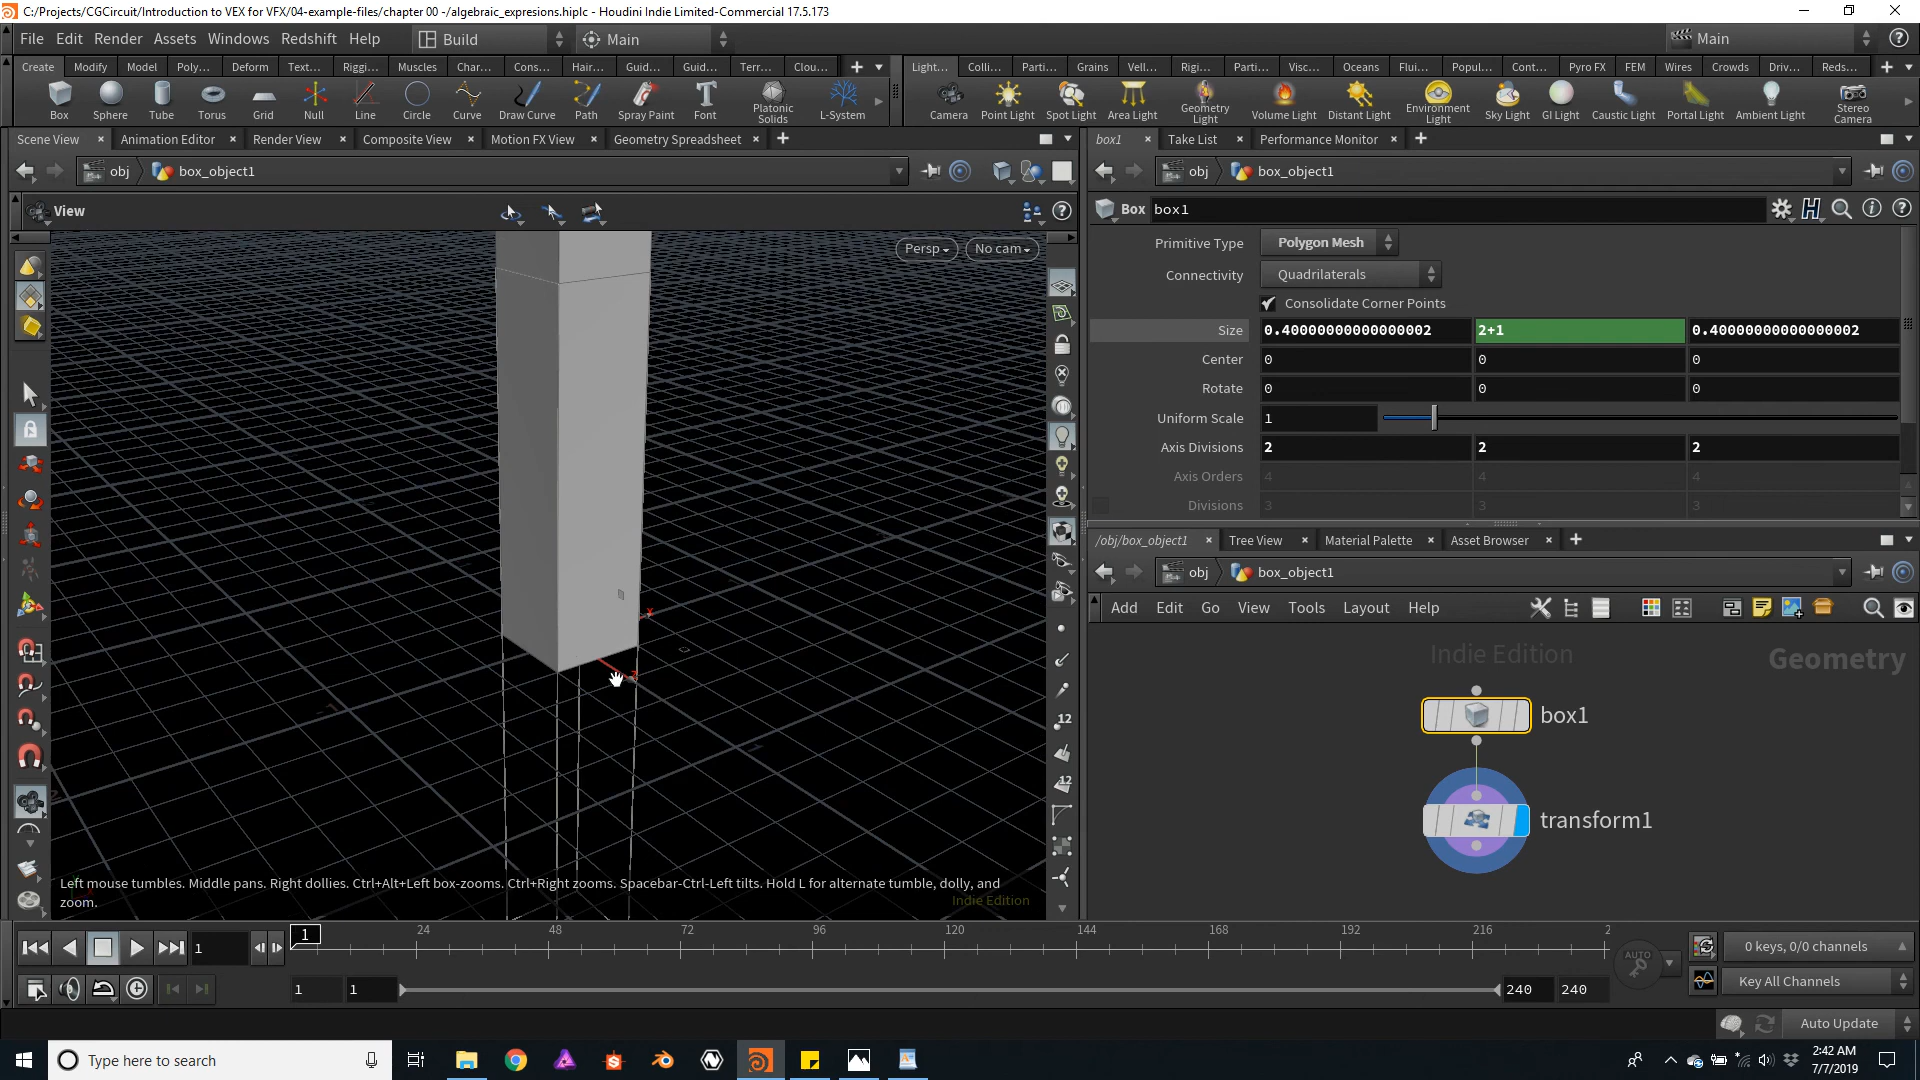 C:/Projects/CGCircuit/Introduction to VEX for VFX/04-example-files/chapter 00 -/algebraic_expresions.hiplc - Houdini Indie Limited-Commercial 17.5.173
File Edit Render Assets Windows Redshift Help Build Main Main
Create Modify Model Poly... Deform Text... Riggi... Muscles Char... Cons... Hair... Guid... Guid... Terr... Clou... Light... Colli... Parti... Grains Vell... Rigi... Parti... Visc... Oceans Flui... Popul... Cont... Pyro FX FEM Wires Crowds Driv... Reds...
Box Sphere Tube Torus Grid Null Line Circle Curve Draw Curve Path Spray Paint Font Platonic Solids L-System Camera Point Light Spot Light Area Light Geometry Light Volume Light Distant Light Environment Light Sky Light GI Light Caustic Light Portal Light Ambient Light Stereo Camera
Scene View Animation Editor Render View Composite View Motion FX View Geometry Spreadsheet
box1 Take List Performance Monitor
obj box_object1
obj box_object1
View
Persp No cam
Box box1
Primitive Type Polygon Mesh
Connectivity Quadrilaterals
Consolidate Corner Points
Size 0.40000000000000002 2+1 0.40000000000000002
Center 0 0 0
Rotate 0 0 0
Uniform Scale 1
Axis Divisions 2 2 2
Axis Orders 4 4 4
Divisions 3 3 3
/obj/box_object1 Tree View Material Palette Asset Browser
obj box_object1
Add Edit Go View Tools Layout Help
Indie Edition
Geometry
box1
transform1
x
z
12
12
Left mouse tumbles. Middle pans. Right dollies. Ctrl+Alt+Left box-zooms. Ctrl+Right zooms. Spacebar-Ctrl-Left tilts. Hold L for alternate tumble, dolly, and
zoom.
Indie Edition
1 1 24 48 72 96 120 144 168 192 216 2
AUTO
0 keys, 0/0 channels
1 1 240 240
Key All Channels
Auto Update
Type here to search
2:42 AM
7/7/2019